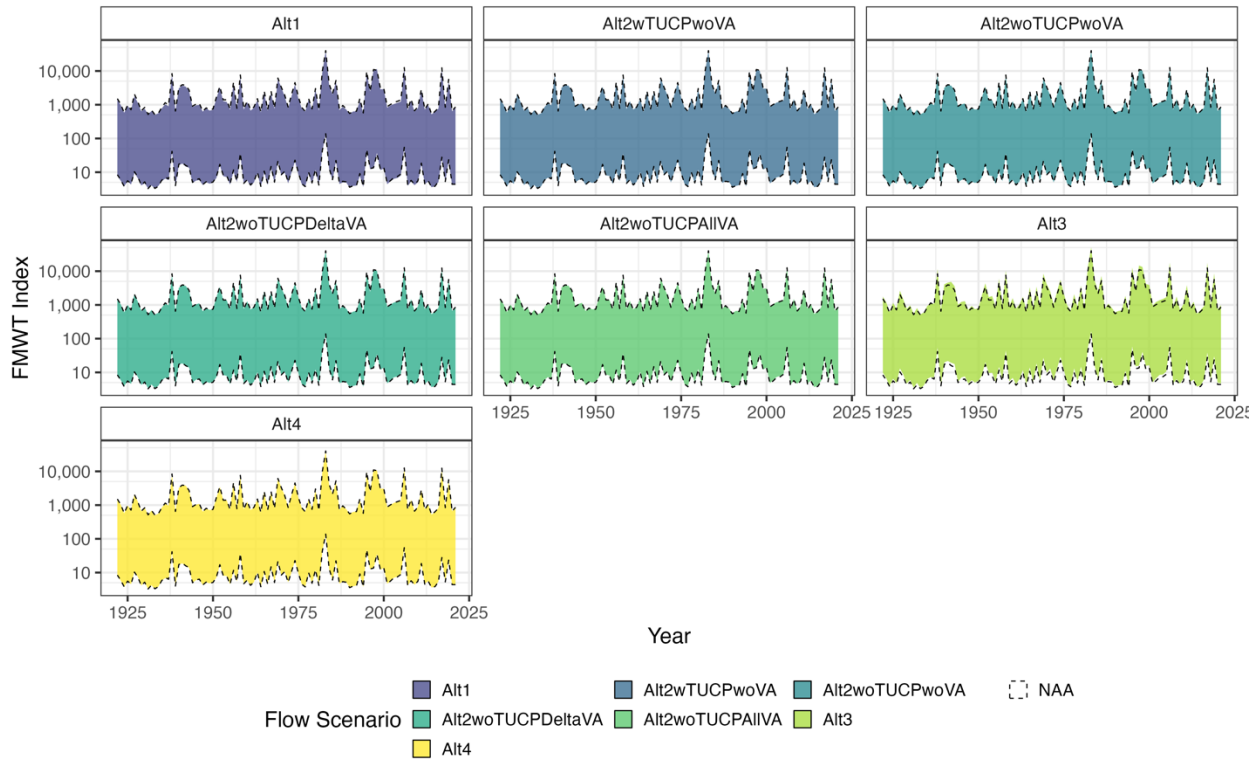 Alt1 Alt2wTUCPwoVA Alt2woTUCPwoVA
10,000
1,000
100
10
Alt2woTUCPDeltaVA Alt2woTUCPAllVA Alt3
10,000
1,000
100
10
1925 1950 1975 2000 2025 1925 1950 1975 2000 2025
Alt4
10,000
1,000
100
10
1925 1950 1975 2000 2025
FMWT Index
Year
Flow Scenario
Alt1 Alt2wTUCPwoVA Alt2woTUCPwoVA NAA
Alt2woTUCPDeltaVA Alt2woTUCPAllVA Alt3
Alt4